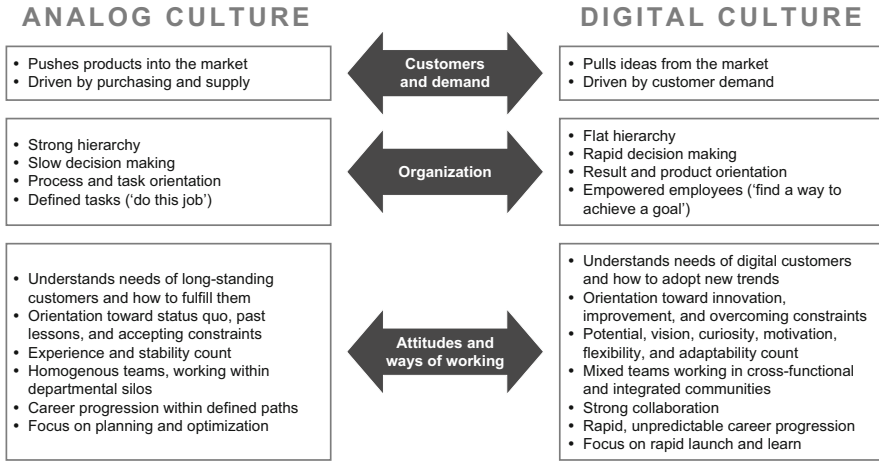 ANALOG CULTURE
DIGITAL CULTURE
• Pushes products into the market
• Driven by purchasing and supply
Customers
and demand
• Pulls ideas from the market
• Driven by customer demand
• Strong hierarchy
• Slow decision making
• Process and task orientation
• Defined tasks (‘do this job’)
Organization
• Flat hierarchy
• Rapid decision making
• Result and product orientation
• Empowered employees (‘find a way to
achieve a goal’)
• Understands needs of long-standing
customers and how to fulfill them
• Orientation toward status quo, past
lessons, and accepting constraints
• Experience and stability count
• Homogenous teams, working within
departmental silos
• Career progression within defined paths
• Focus on planning and optimization
Attitudes and
ways of working
• Understands needs of digital customers
and how to adopt new trends
• Orientation toward innovation,
improvement, and overcoming constraints
• Potential, vision, curiosity, motivation,
flexibility, and adaptability count
• Mixed teams working in cross-functional
and integrated communities
• Strong collaboration
• Rapid, unpredictable career progression
• Focus on rapid launch and learn